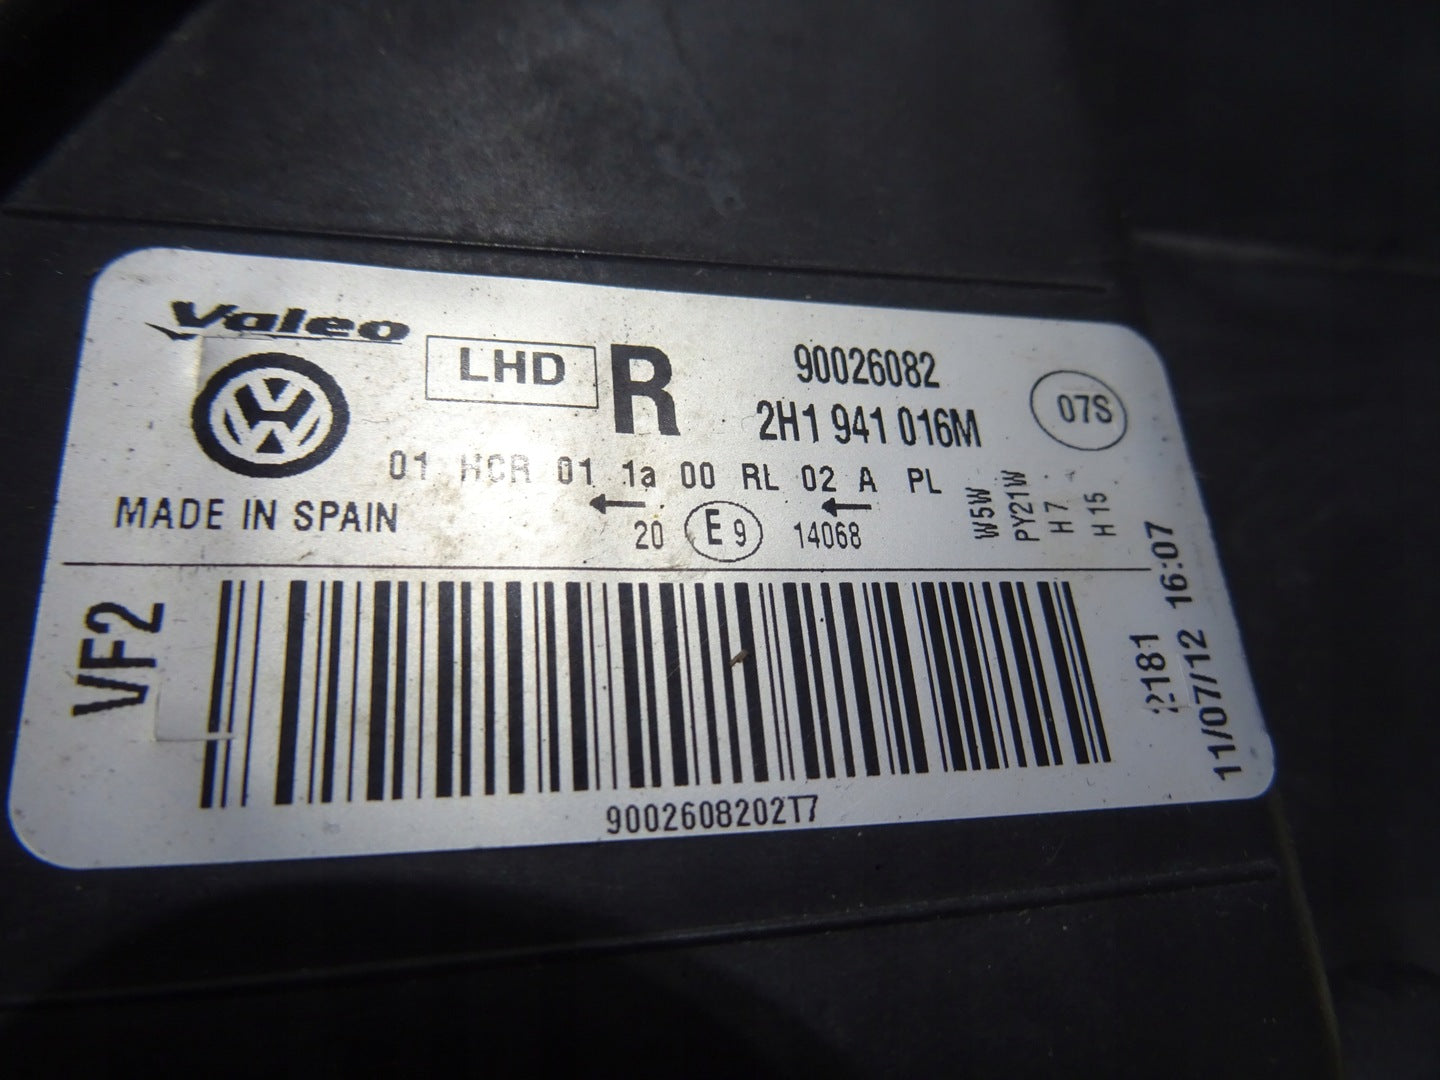 Valeo
LHD R 90026082
2H1 941 016M
07S
01 HCR 01 1a 00 RL 02 A PL
MADE IN SPAIN
20 E9 14068
W5W
PY21W
H7
H15
VF2
2181
11/07/12 16:07
9002608202T7